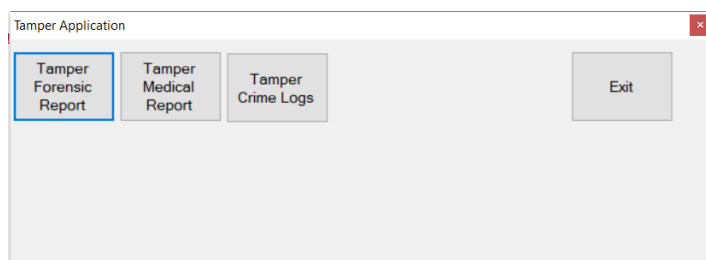 Tamper Application
Tamper
Forensic
Report
Tamper
Medical
Report
Tamper
Crime Logs
Exit